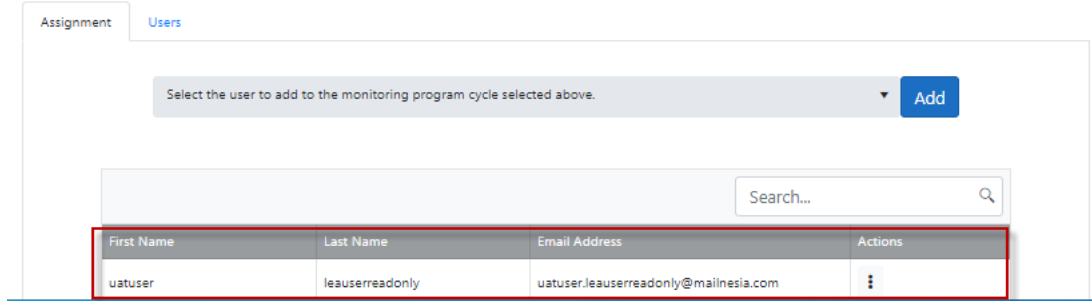 Assignment Users
Select the user to add to the monitoring program cycle selected above. Add
Search...
First Name Last Name Email Address Actions
uatuser leauserreadonly uatuser.leauserreadonly@mailnesia.com